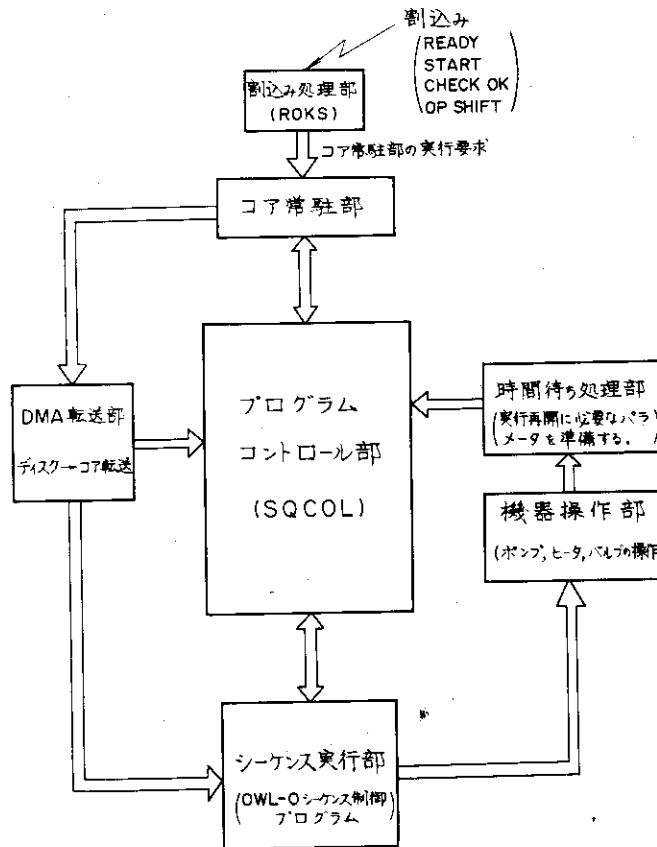 割込み
(READY
START
CHECK OK
OP SHIFT)
割込み処理部
(ROKS)
コア常駐部の実行要求
コア常駐部
プログラム
コントロール部
(SQCOL)
DMA転送部
ディスク←コア転送
時間待ち処理部
(実行再開に必要なパラ
メータを準備する。)
機器操作部
(ポンプ,ヒータ,バルブの操作
シーケンス実行部
(OWL-Oシーケンス制御
プログラム)